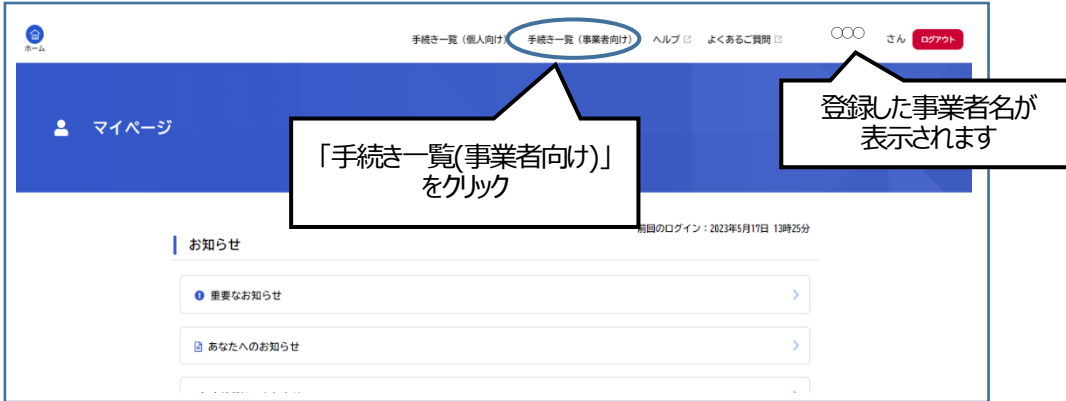 ホーム
手続き一覧（個人向け） 手続き一覧（事業者向け） ヘルプ よくあるご質問 〇〇〇 さん ログアウト
登録した事業者名が
表示されます
マイページ
「手続き一覧(事業者向け)」
をクリック
前回のログイン：2023年5月17日 13時25分
お知らせ
重要なお知らせ
あなたへのお知らせ